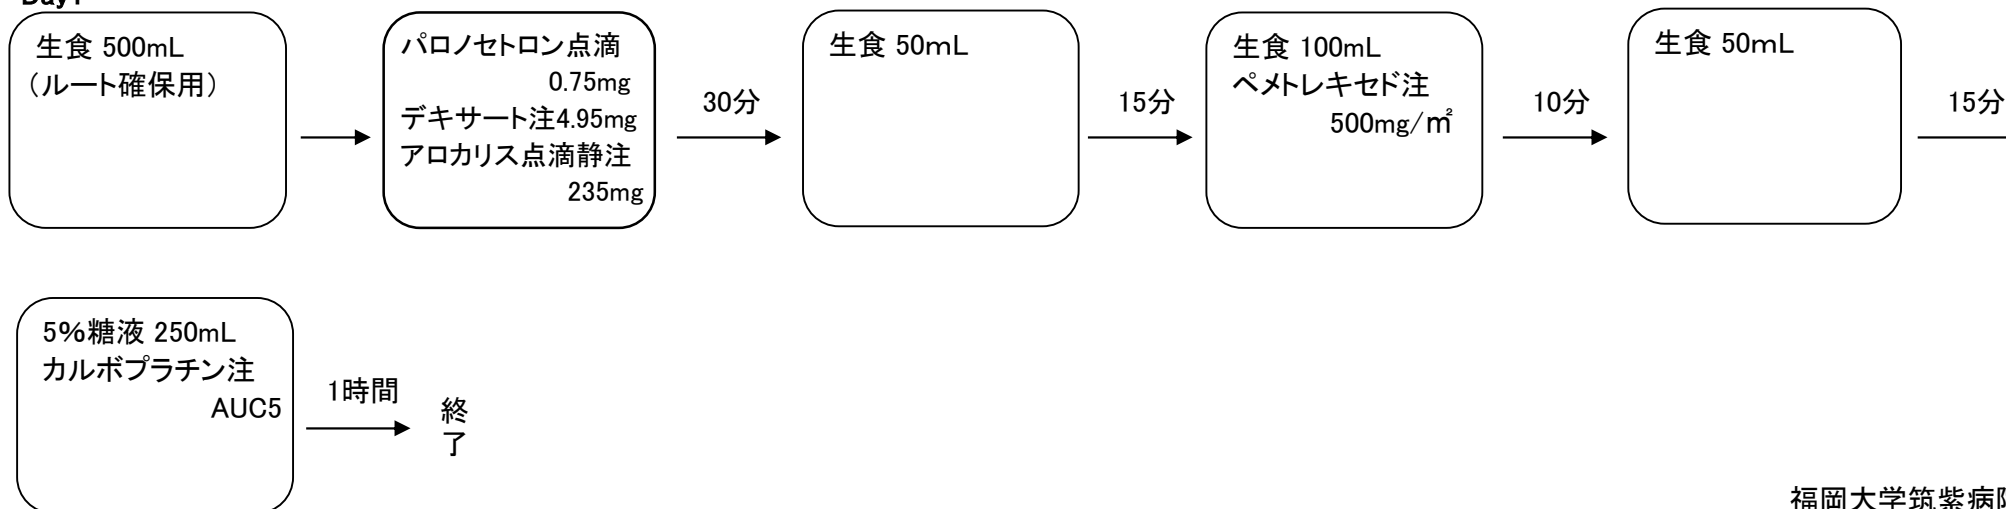 Day1
生食 500mL
（ルート確保用）
パロノセトロン点滴
0.75mg
デキサート注4.95mg
アロカリス点滴静注
235mg
30分
生食 50mL
15分
生食 100mL
ペメトレキセド注
500mg/㎡
10分
生食 50mL
15分
5%糖液 250mL
カルボプラチン注
AUC5
1時間
終了
福岡大学筑紫病院